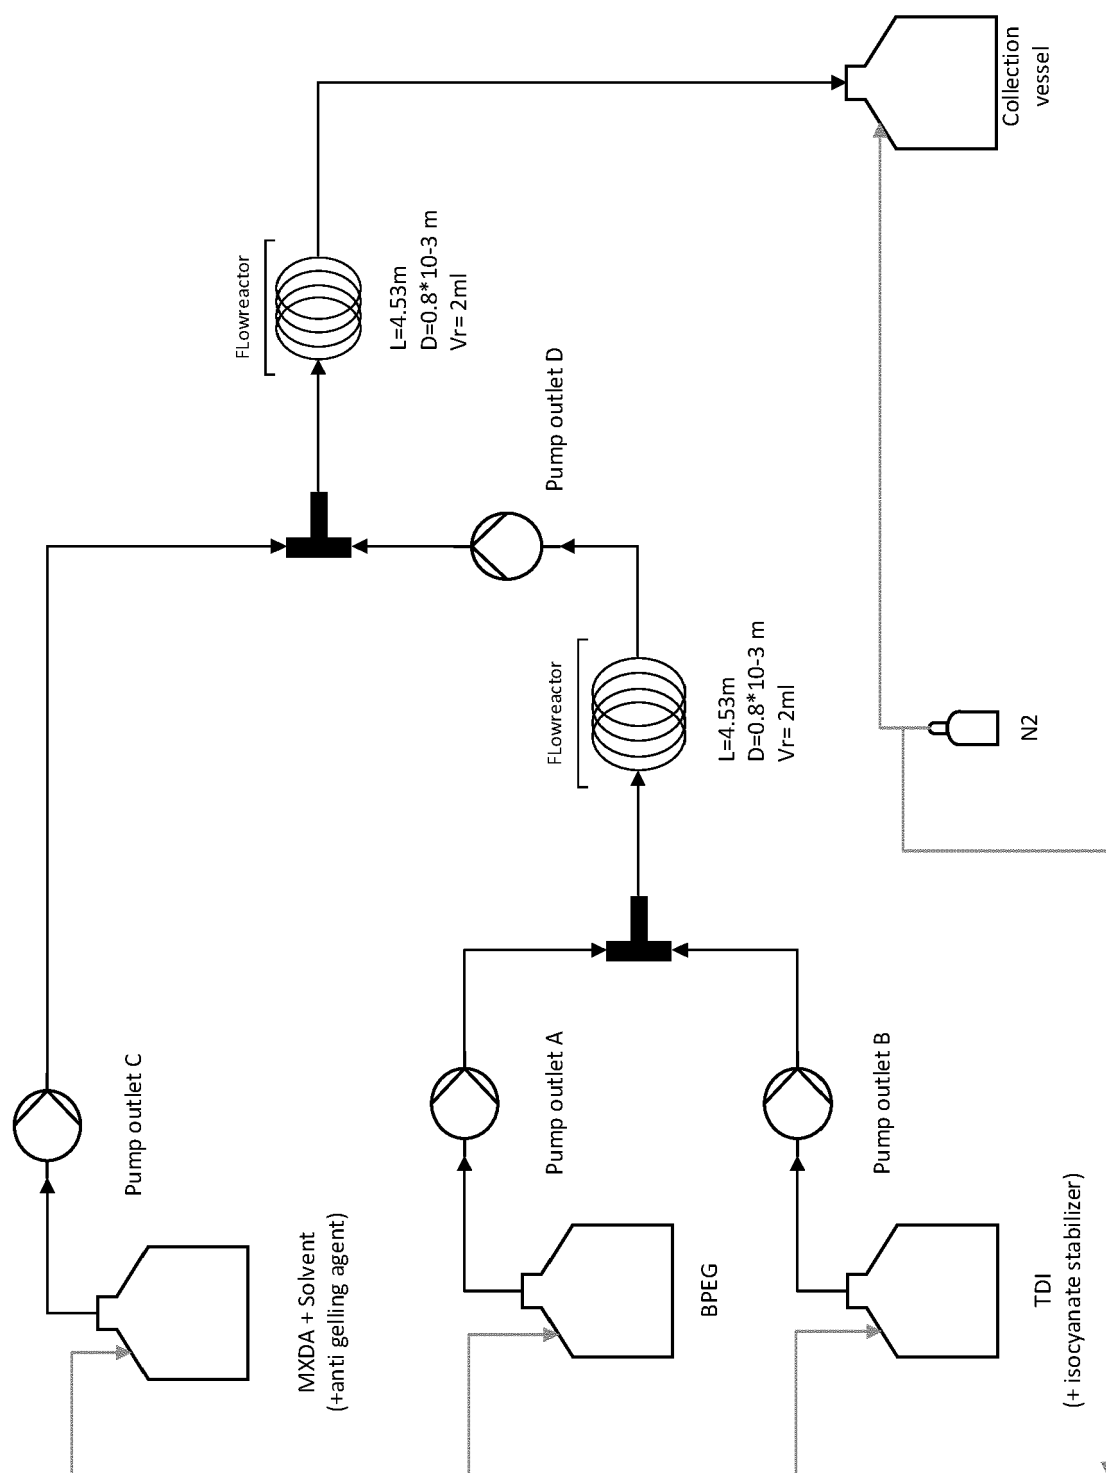 MXDA + Solvent
(+anti gelling agent)
Pump outlet C
BPEG
Pump outlet A
TDI
(+ isocyanate stabilizer)
Pump outlet B
FLowreactor
L=4.53m
D=0.8*10-3 m
Vr= 2ml
Pump outlet D
FLowreactor
L=4.53m
D=0.8*10-3 m
Vr= 2ml
N2
Collection
vessel